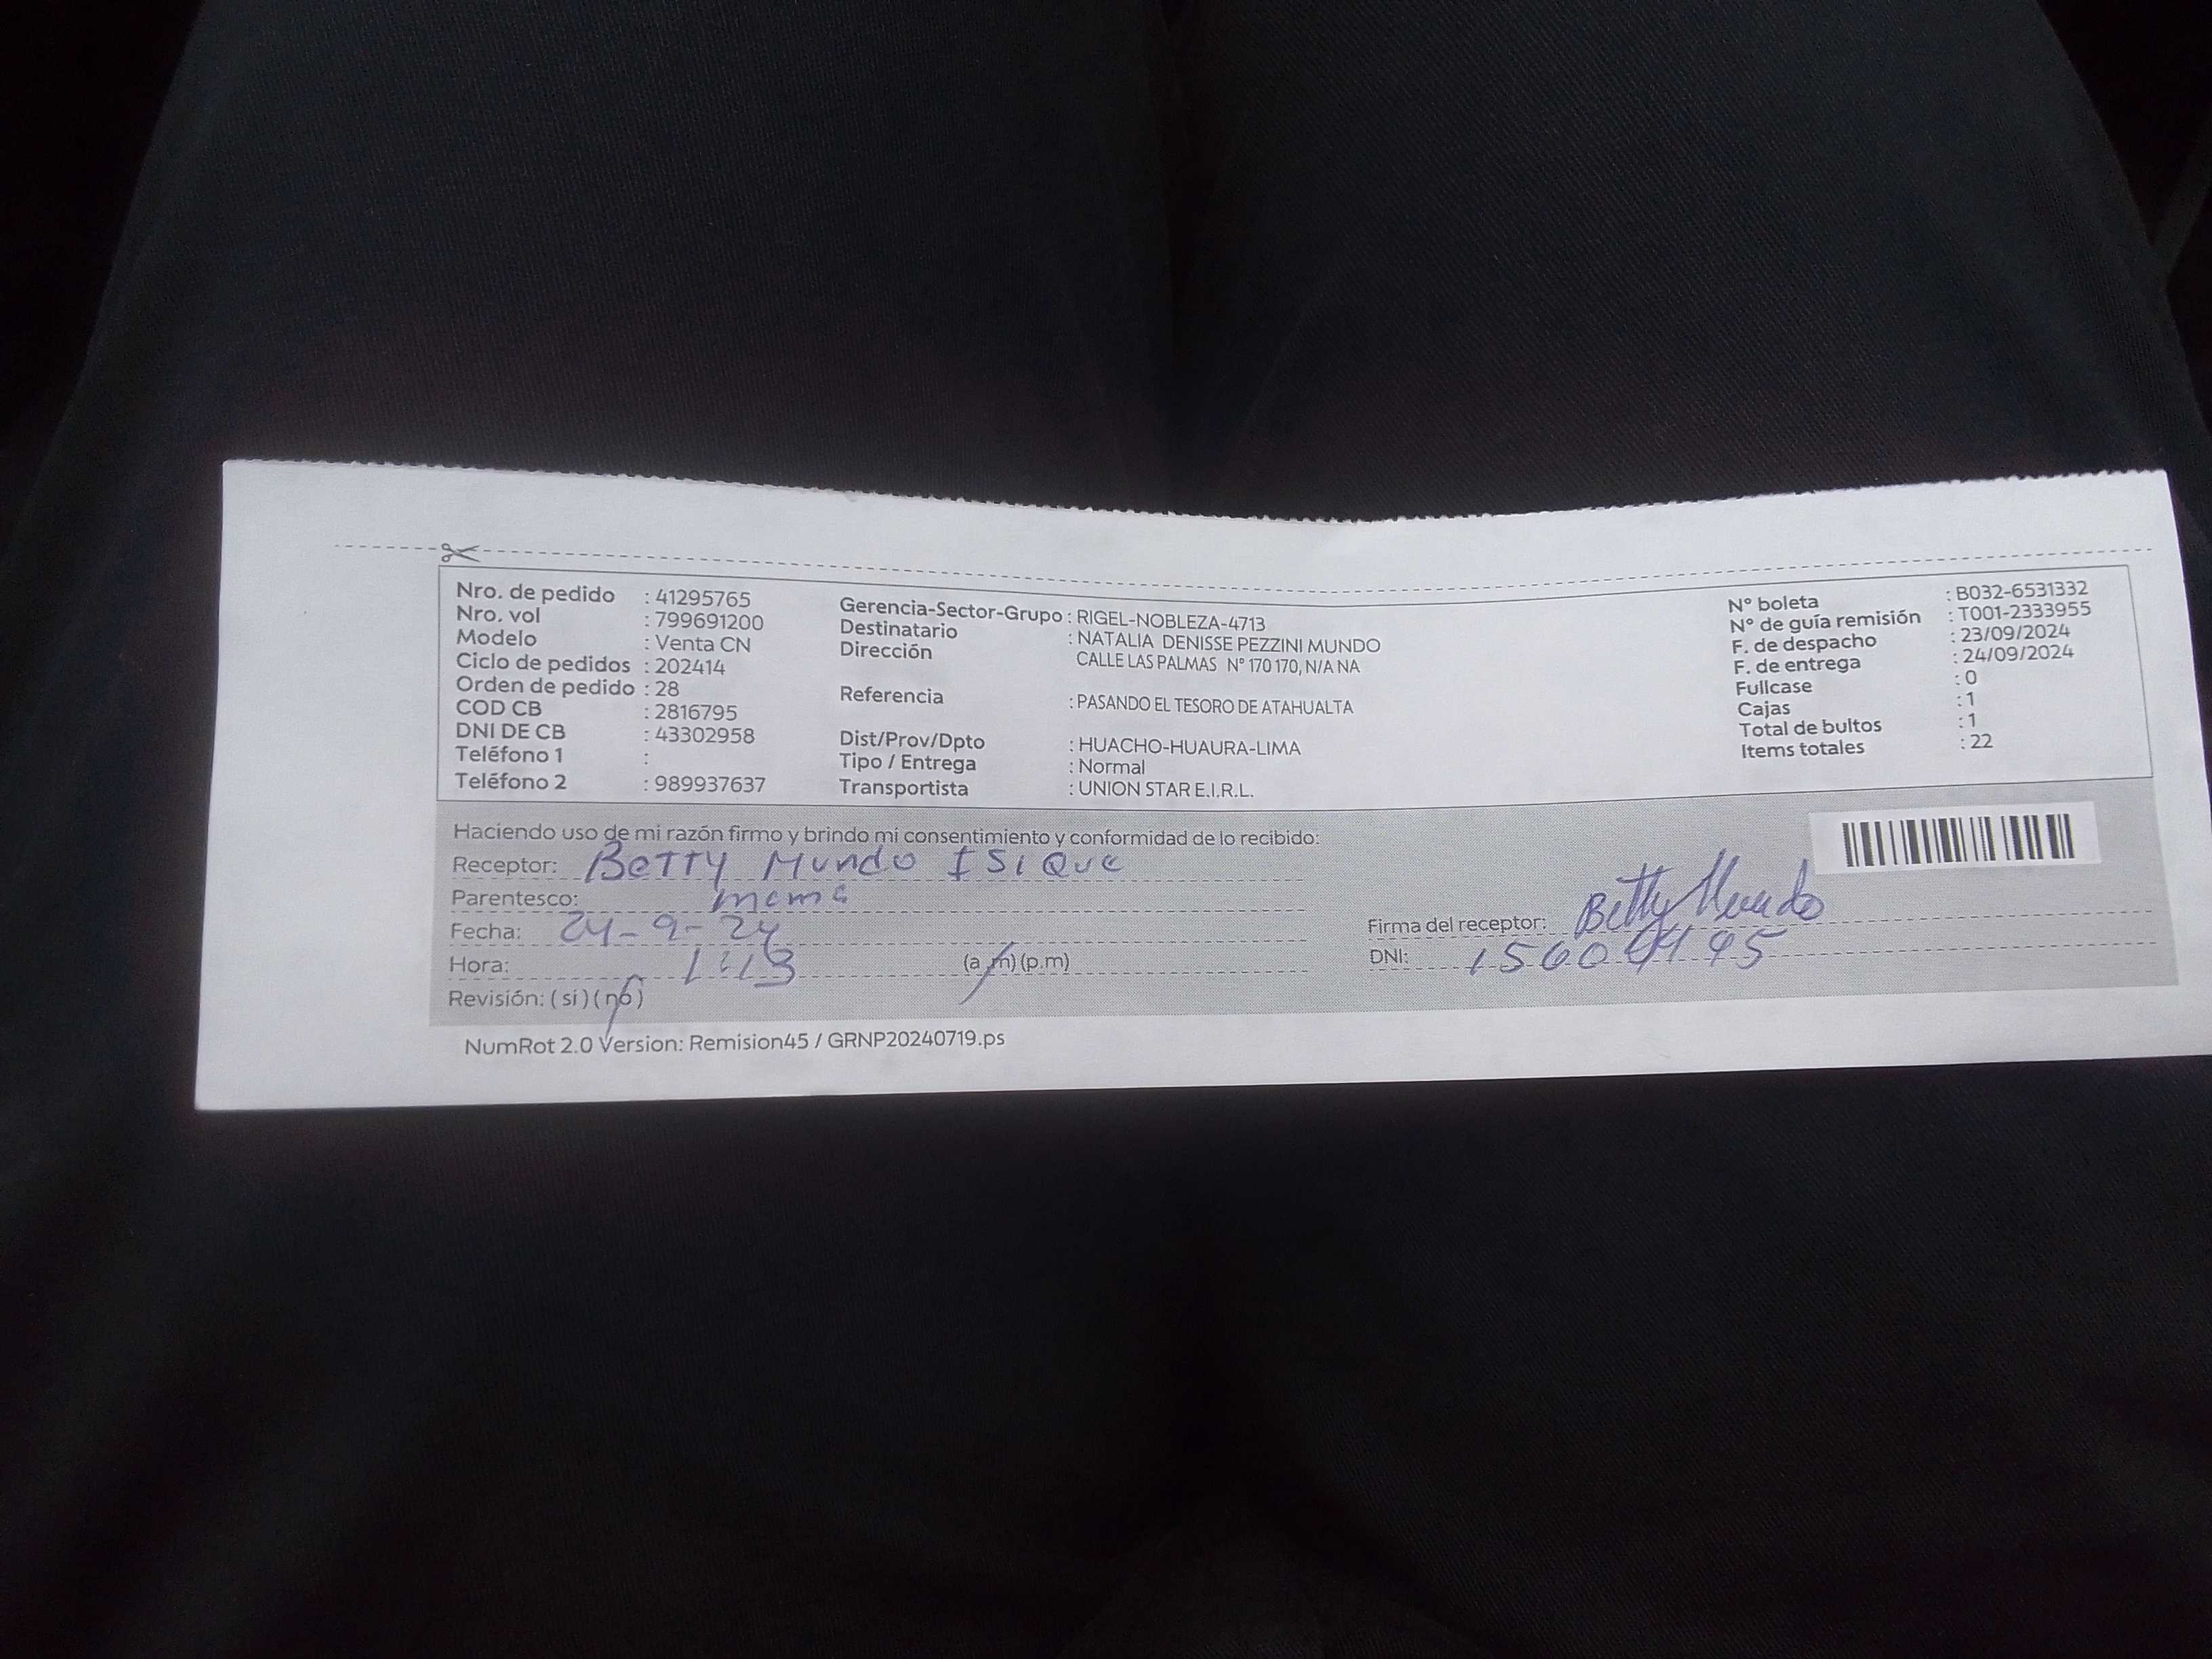 Nro. de pedido : 41295765
Nro. vol : 799691200
Modelo : Venta CN
Ciclo de pedidos : 202414
Orden de pedido : 28
COD CB : 2816795
DNI DE CB : 43302958
Teléfono 1 :
Teléfono 2 : 989937637
Gerencia-Sector-Grupo : RIGEL-NOBLEZA-4713
Destinatario : NATALIA DENISSE PEZZINI MUNDO
Dirección CALLE LAS PALMAS N° 170 170, N/A NA
Referencia : PASANDO EL TESORO DE ATAHUALTA
Dist/Prov/Dpto : HUACHO-HUAURA-LIMA
Tipo / Entrega : Normal
Transportista : UNION STAR E.I.R.L.
N° boleta : B032-6531332
N° de guía remisión : T001-2333955
F. de despacho : 23/09/2024
F. de entrega : 24/09/2024
Fullcase : 0
Cajas : 1
Total de bultos : 1
Items totales : 22
Haciendo uso de mi razón firmo y brindo mi consentimiento y conformidad de lo recibido:
Receptor: Betty Mundo Isique
Parentesco: mama
Fecha: 24-9-24
Hora: (a.m) (p.m)
Revisión: (si) (no)
Firma del receptor: Betty Mundo
DNI:
NumRot 2.0 Version: Remision45 / GRNP20240719.ps